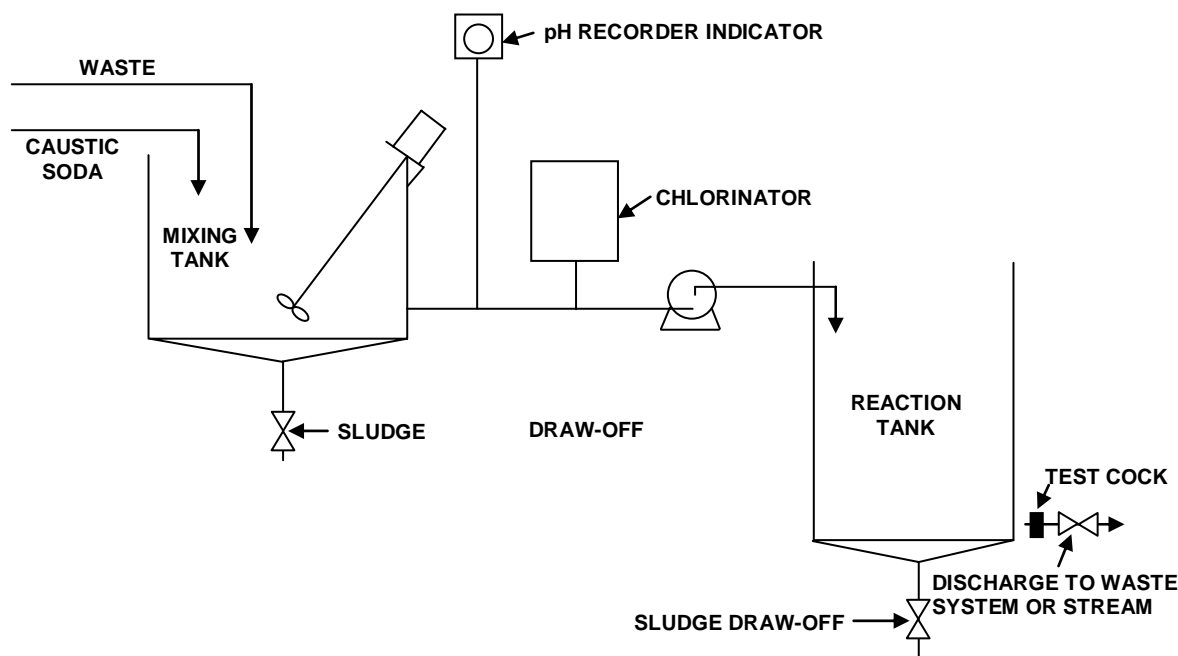 pH RECORDER INDICATOR
WASTE
CAUSTIC
SODA
CHLORINATOR
MIXING
TANK
REACTION
TANK
SLUDGE
DRAW-OFF
TEST COCK
DISCHARGE TO WASTE
SYSTEM OR STREAM
SLUDGE DRAW-OFF